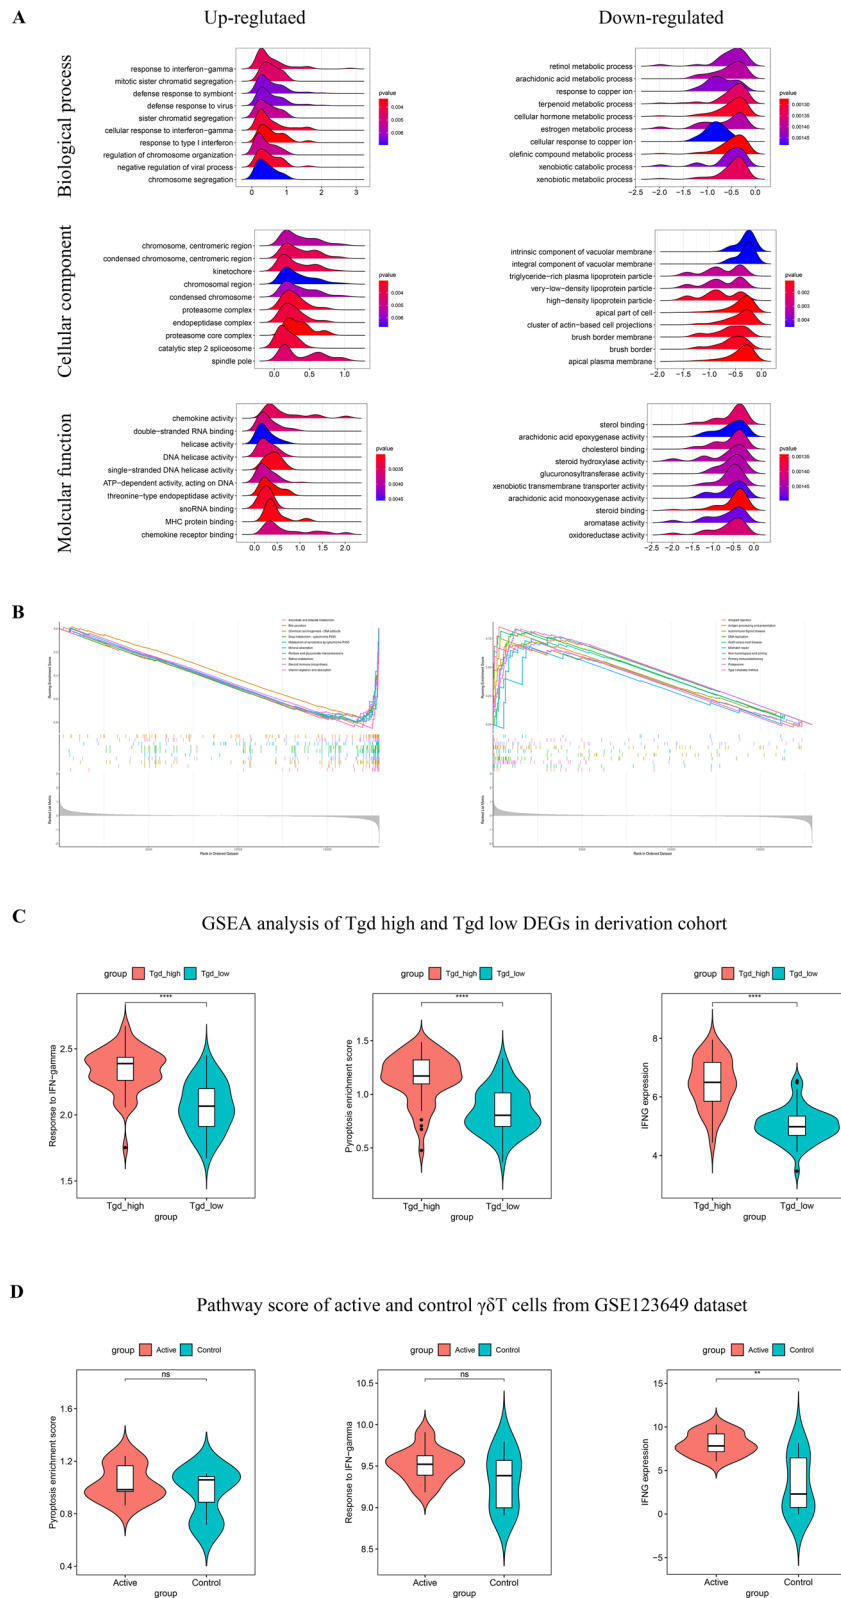 A
Up-reglutaed
Down-regulated
Biological process
response to interferon−gamma
mitotic sister chromatid segregation
defense response to symbiont
defense response to virus
sister chromatid segregation
cellular response to interferon−gamma
response to type I interferon
regulation of chromosome organization
negative regulation of viral process
chromosome segregation
0
1
2
3
pvalue
0.004
0.005
0.006
retinol metabolic process
arachidonic acid metabolic process
response to copper ion
terpenoid metabolic process
cellular hormone metabolic process
estrogen metabolic process
cellular response to copper ion
olefinic compound metabolic process
xenobiotic catabolic process
xenobiotic metabolic process
−2.5
−2.0
−1.5
−1.0
−0.5
0.0
pvalue
0.00130
0.00135
0.00140
0.00145
Cellular component
chromosome, centromeric region
condensed chromosome, centromeric region
kinetochore
chromosomal region
condensed chromosome
proteasome complex
endopeptidase complex
proteasome core complex
catalytic step 2 spliceosome
spindle pole
0.0
0.5
1.0
pvalue
0.004
0.005
0.006
intrinsic component of vacuolar membrane
integral component of vacuolar membrane
triglyceride−rich plasma lipoprotein particle
very−low−density lipoprotein particle
high−density lipoprotein particle
apical part of cell
cluster of actin−based cell projections
brush border membrane
brush border
apical plasma membrane
−2.0
−1.5
−1.0
−0.5
0.0
pvalue
0.002
0.003
0.004
Molcular function
chemokine activity
double−stranded RNA binding
helicase activity
DNA helicase activity
single−stranded DNA helicase activity
ATP−dependent activity, acting on DNA
threonine−type endopeptidase activity
snoRNA binding
MHC protein binding
chemokine receptor binding
0.0
0.5
1.0
1.5
2.0
pvalue
0.0035
0.0040
0.0045
sterol binding
arachidonic acid epoxygenase activity
cholesterol binding
steroid hydroxylase activity
glucuronosyltransferase activity
xenobiotic transmembrane transporter activity
arachidonic acid monooxygenase activity
steroid binding
aromatase activity
oxidoreductase activity
−2.5
−2.0
−1.5
−1.0
−0.5
0.0
pvalue
0.00135
0.00140
0.00145
B
Running Enrichment Score
Ranked List Metric
Rank in Ordered Dataset
Running Enrichment Score
Ranked List Metric
Rank in Ordered Dataset
C
GSEA analysis of Tgd high and Tgd low DEGs in derivation cohort
group Tgd_high Tgd_low
****
Response to IFN−gamma
2.5
2.0
1.5
Tgd_high
Tgd_low
group
group Tgd_high Tgd_low
****
Pyroptosis enrichment score
1.5
1.0
0.5
Tgd_high
Tgd_low
group
group Tgd_high Tgd_low
****
IFNG expression
8
6
4
Tgd_high
Tgd_low
group
D
Pathway score of active and control γδT cells from GSE123649 dataset
group Active Control
ns
Pyroptosis enrichment score
1.6
1.2
0.8
0.4
Active
Control
group
group Active Control
ns
Response to IFN−gamma
10.5
10.0
9.5
9.0
8.5
Active
Control
group
group Active Control
**
IFNG expression
15
10
5
0
−5
Active
Control
group